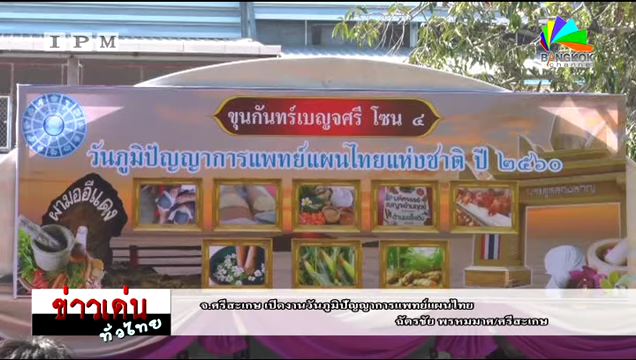 I P M
BANGKOK
channel
ขุนกันทร์เบญจศรี โซน ๔
วันภูมิปัญญาการแพทย์แผนไทยแห่งชาติ ปี ๒๕๖๐
ผามออีแดง
ข่าวเด่น
ทั่วไทย
จ.ศรีสะเกษ เปิดงานวันภูมิปัญญาการแพทย์แผนไทย
ฉัตรชัย พรหมมาศ/ศรีสะเกษ